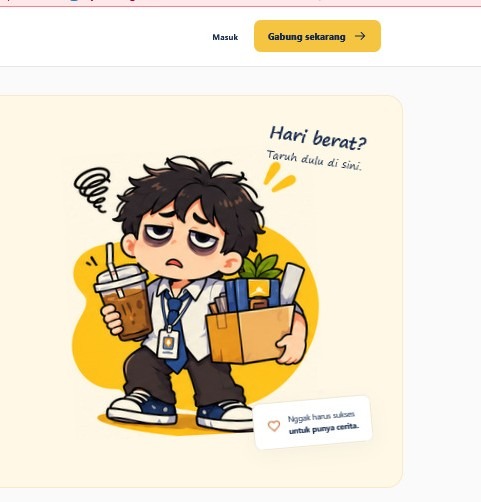 Masuk
Gabung sekarang
Hari berat?
Taruh dulu di sini.
Nggak harus sukses
untuk punya cerita.